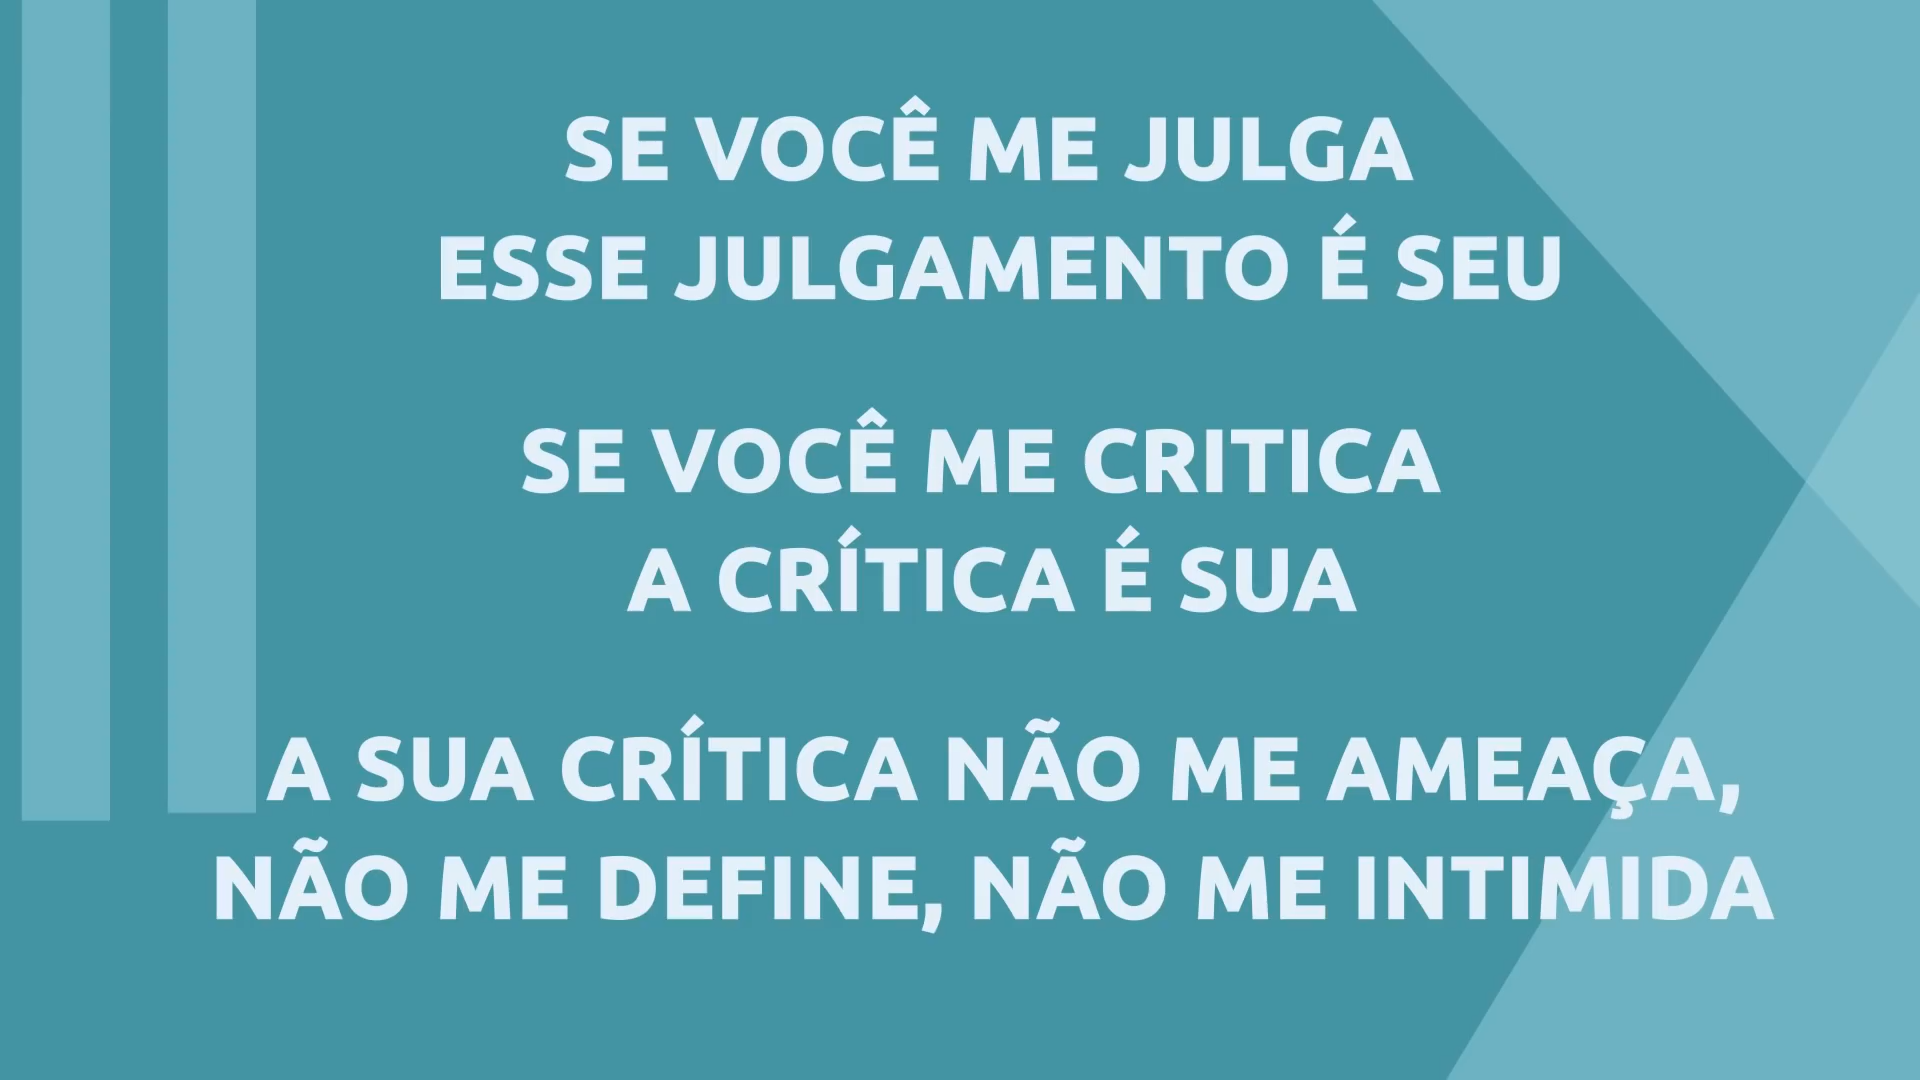 SE VOCÊ ME JULGA
ESSE JULGAMENTO É SEU
SE VOCÊ ME CRITICA
A CRÍTICA É SUA
A SUA CRÍTICA NÃO ME AMEAÇA,
NÃO ME DEFINE, NÃO ME INTIMIDA